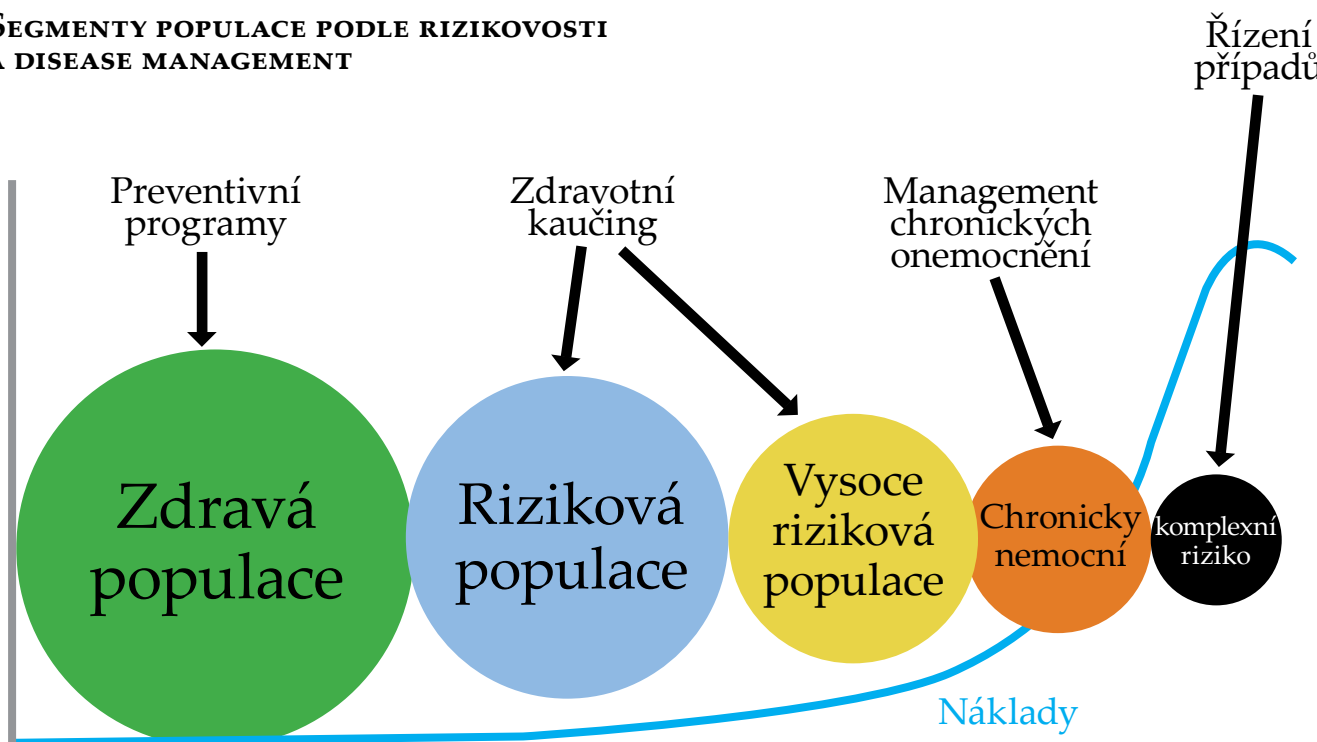 SEGMENTY POPULACE PODLE RIZIKOVOSTI
A DISEASE MANAGEMENT
Řízení
případů
Preventivní
programy
Zdravotní
kaučing
Management
chronických
onemocnění
Zdravá
populace
Riziková
populace
Vysoce
riziková
populace
Chronicky
nemocní
komplexní
riziko
Náklady